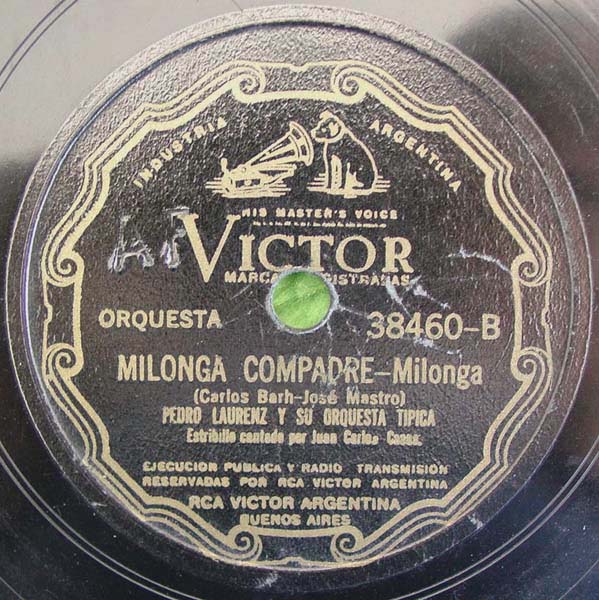 INDUSTRIA ARGENTINA
HIS MASTER'S VOICE
VICTOR
MARCAS REGISTRADAS
ORQUESTA 38460-B
MILONGA COMPADRE-Milonga
(Carlos Barh-José Mastro)
PEDRO LAURENZ Y SU ORQUESTA TIPICA
Estribillo cantado por Juan Carlos Casas.
EJECUCION PUBLICA Y RADIO TRANSMISIÓN
RESERVADAS POR RCA VICTOR ARGENTINA
RCA VICTOR ARGENTINA
BUENOS AIRES